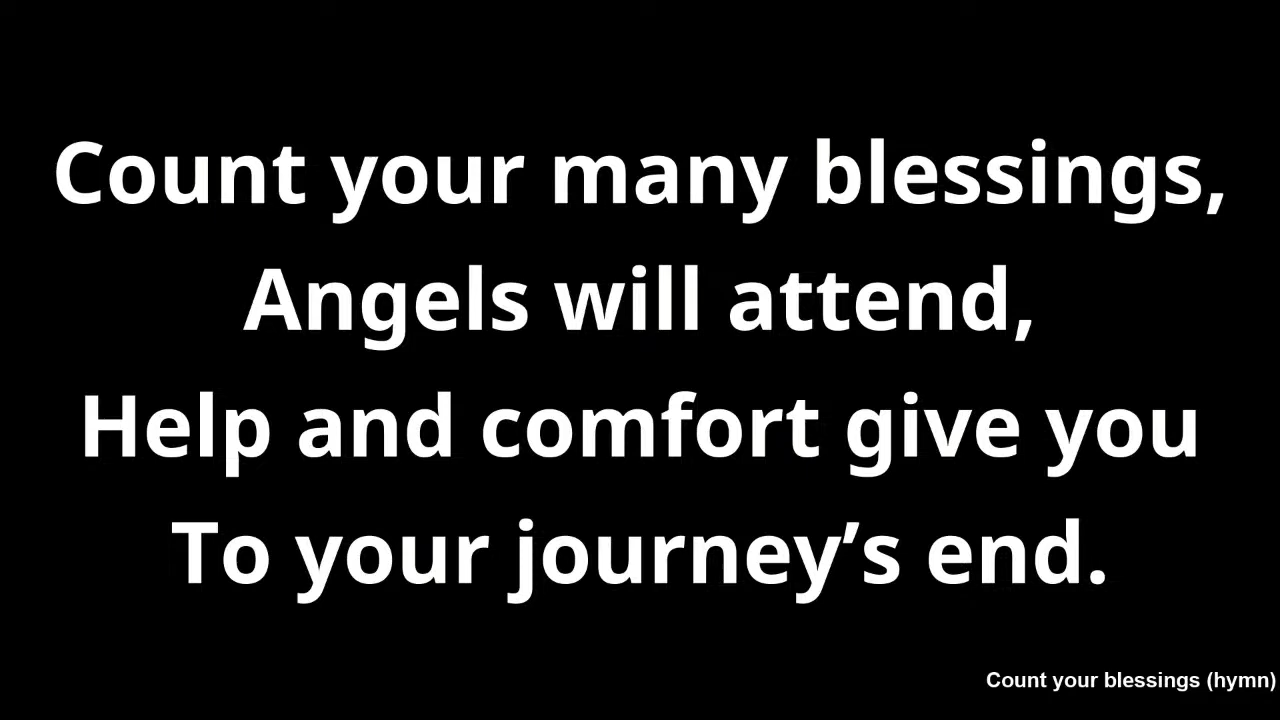 Count your many blessings,
Angels will attend,
Help and comfort give you
To your journey’s end.
Count your blessings (hymn)